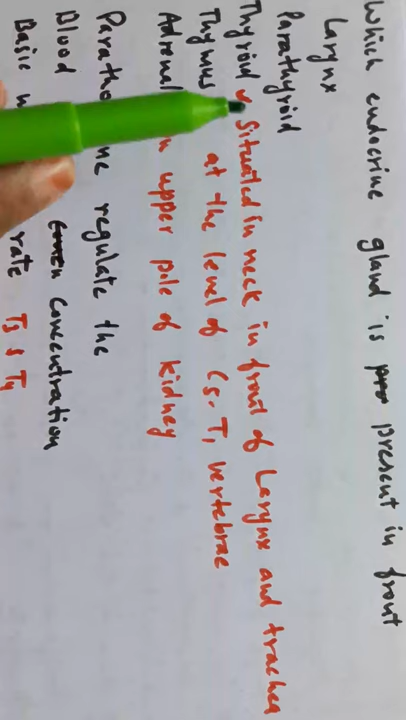 Which endocrine gland is present in front
Larynx
Parathyroid
Thyroid ✓ Situated in neck in front of Larynx and trachea
Thymus at the level of C5-T1 vertebrae
Adrenal upper pole of kidney
regulate the
Blood concentration
Basic rate T3 & T4